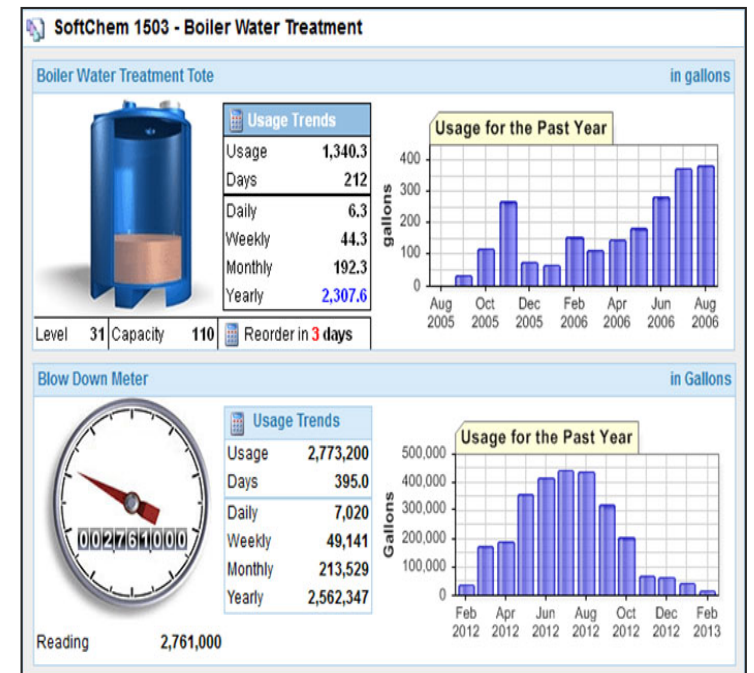 SoftChem 1503 - Boiler Water Treatment
Boiler Water Treatment Tote in gallons
Usage Trends
Usage 1,340.3
Days 212
Daily 6.3
Weekly 44.3
Monthly 192.3
Yearly 2,307.6
Level 31 Capacity 110 Reorder in 3 days
Usage for the Past Year
gallons
400
300
200
100
0
Aug Oct Dec Feb Apr Jun Aug
2005 2005 2005 2006 2006 2006 2006
Blow Down Meter in Gallons
002761000
Reading 2,761,000
Usage Trends
Usage 2,773,200
Days 395.0
Daily 7,020
Weekly 49,141
Monthly 213,529
Yearly 2,562,347
Usage for the Past Year
Gallons
500,000
400,000
300,000
200,000
100,000
0
Feb Apr Jun Aug Oct Dec Feb
2012 2012 2012 2012 2012 2012 2013